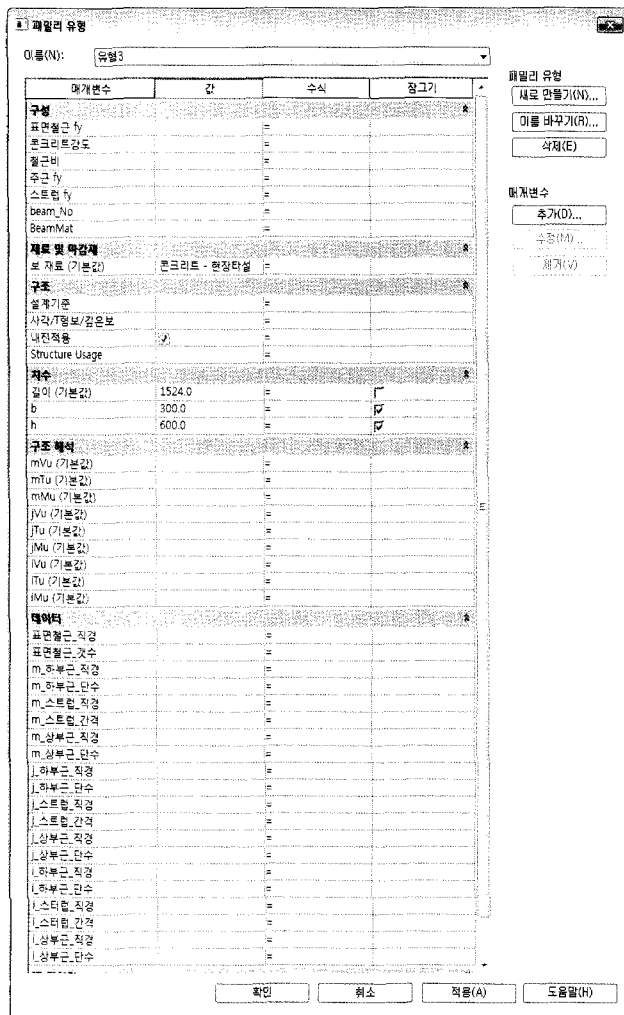 패밀리 유형
이름(N): 유형3
매개변수 값 수식 잠그기
구성
표면철근 fy =
콘크리트강도 =
철근비 =
주근 fy =
스트럽 fy =
beam_No =
BeamMat =
재료 및 마감재
보 재료 (기본값) 콘크리트 - 현장타설 =
구조
설계기준 =
사각/T형보/깊은보 =
내진적용 =
Structure Usage =
치수
길이 (기본값) 1524.0 =
b 300.0 =
h 600.0 =
구조 해석
mVu (기본값) =
mTu (기본값) =
mMu (기본값) =
jVu (기본값) =
jTu (기본값) =
jMu (기본값) =
iVu (기본값) =
iTu (기본값) =
iMu (기본값) =
데이터
표면철근_직경 =
표면철근_갯수 =
m_하부근_직경 =
m_하부근_단수 =
m_스트럽_직경 =
m_스트럽_간격 =
m_상부근_직경 =
m_상부근_단수 =
j_하부근_직경 =
j_하부근_단수 =
j_스트럽_직경 =
j_스트럽_간격 =
j_상부근_직경 =
j_상부근_단수 =
i_하부근_직경 =
i_하부근_단수 =
i_스터럽_직경 =
i_스터럽_간격 =
i_상부근_직경 =
i_상부근_단수 =
패밀리 유형
새로 만들기(N)...
이름 바꾸기(R)...
삭제(E)
매개변수
추가(D)...
수정(M)...
제거(V)
확인 취소 적용(A) 도움말(H)